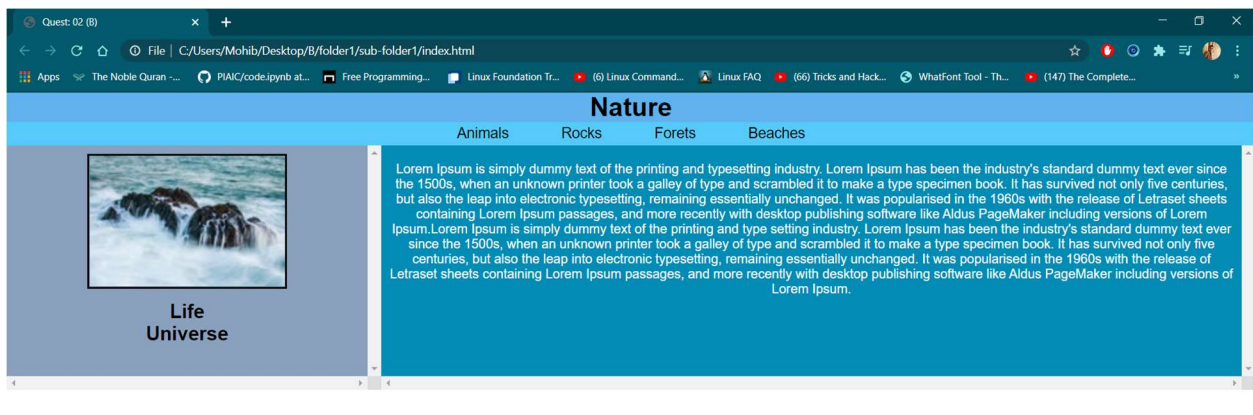 Quest: 02 (B)
File | C:/Users/Mohib/Desktop/B/folder1/sub-folder1/index.html
Apps The Noble Quran -... PIAIC/code.ipynb at... Free Programming... Linux Foundation Tr... (6) Linux Command... Linux FAQ (66) Tricks and Hack... WhatFont Tool - Th... (147) The Complete...
Nature
Animals Rocks Forets Beaches
Life
Universe
Lorem Ipsum is simply dummy text of the printing and typesetting industry. Lorem Ipsum has been the industry's standard dummy text ever since
the 1500s, when an unknown printer took a galley of type and scrambled it to make a type specimen book. It has survived not only five centuries,
but also the leap into electronic typesetting, remaining essentially unchanged. It was popularised in the 1960s with the release of Letraset sheets
containing Lorem Ipsum passages, and more recently with desktop publishing software like Aldus PageMaker including versions of Lorem
Ipsum.Lorem Ipsum is simply dummy text of the printing and type setting industry. Lorem Ipsum has been the industry's standard dummy text ever
since the 1500s, when an unknown printer took a galley of type and scrambled it to make a type specimen book. It has survived not only five
centuries, but also the leap into electronic typesetting, remaining essentially unchanged. It was popularised in the 1960s with the release of
Letraset sheets containing Lorem Ipsum passages, and more recently with desktop publishing software like Aldus PageMaker including versions of
Lorem Ipsum.